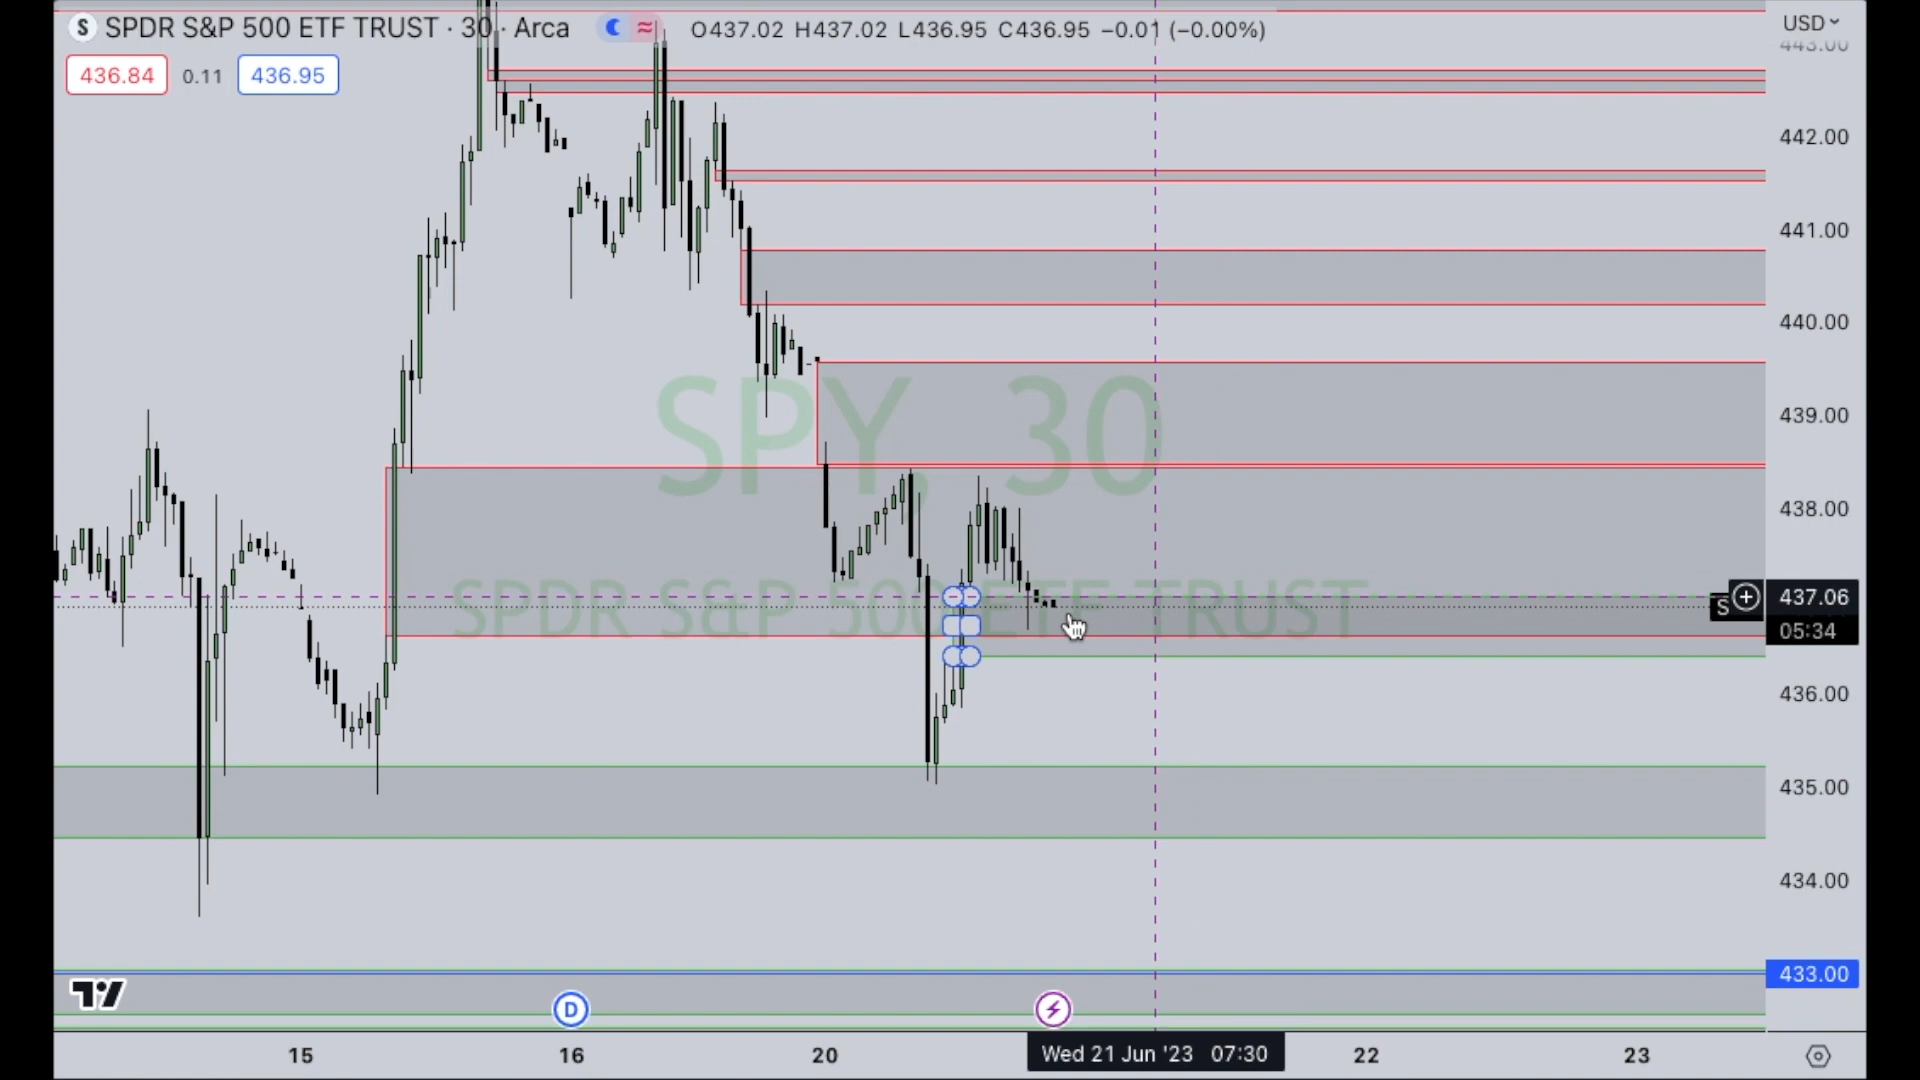 S SPDR S&P 500 ETF TRUST · 30 · Arca O437.02 H437.02 L436.95 C436.95 −0.01 (−0.00%)
USD
443.00
436.84 0.11 436.95
442.00
441.00
440.00
439.00
SPY, 30
438.00
SPDR S&P 500 ETF TRUST
S
437.06
05:34
436.00
435.00
434.00
433.00
D
15 16 20 Wed 21 Jun '23 07:30 22 23